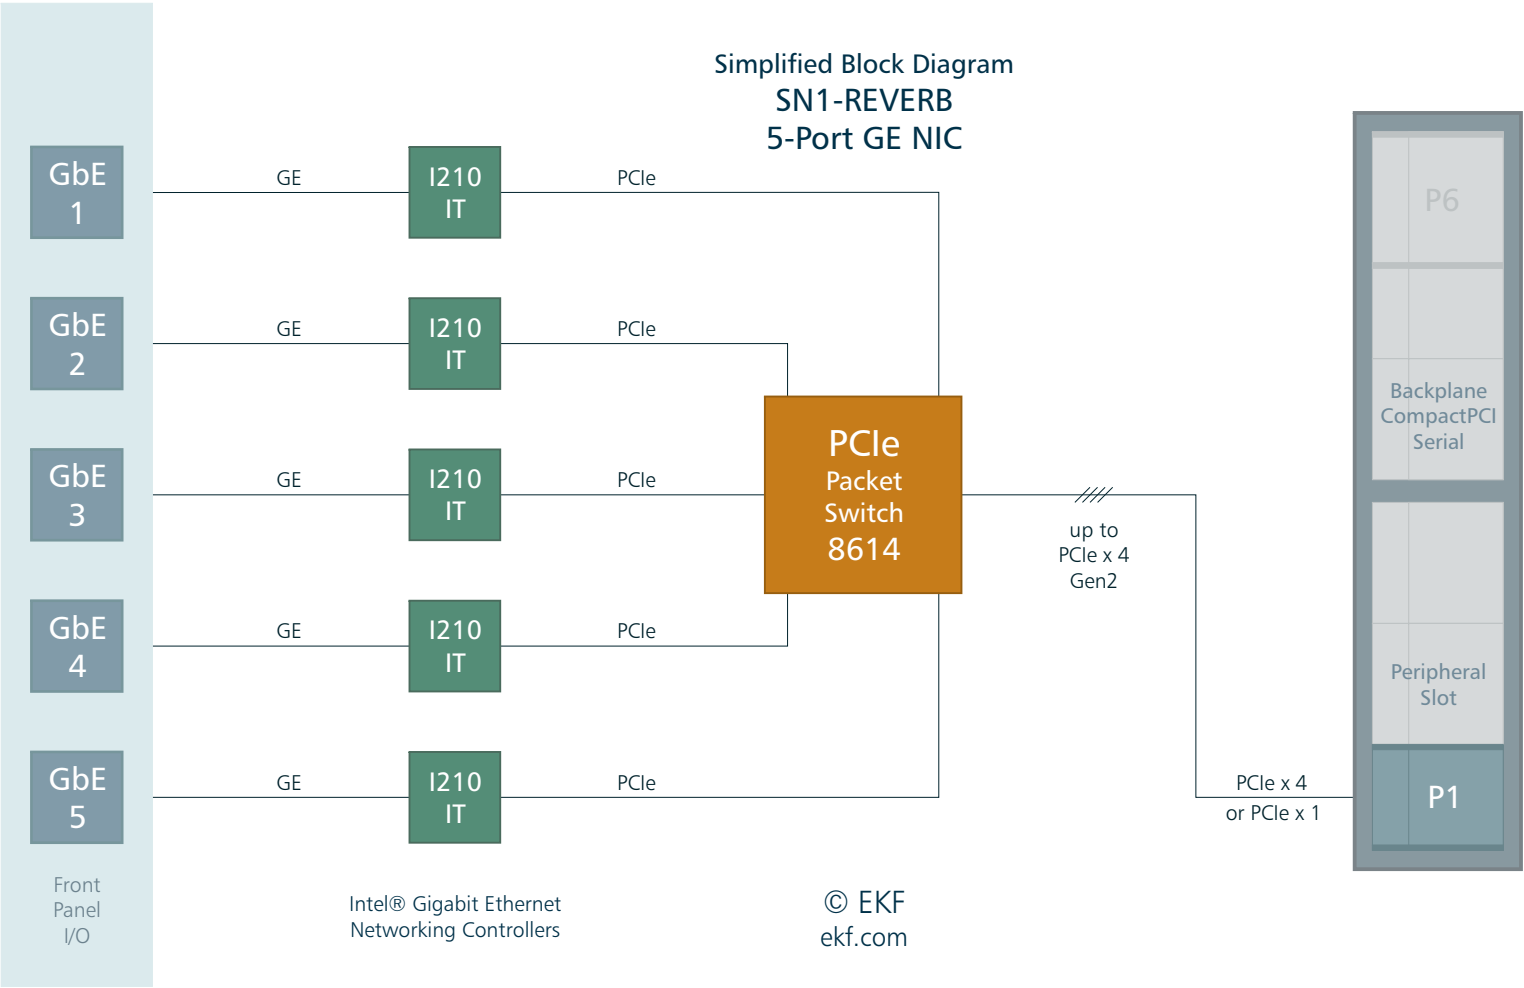 Simplified Block Diagram
SN1-REVERB
5-Port GE NIC
GbE
1
GE
I210
IT
PCIe
GbE
2
GE
I210
IT
PCIe
GbE
3
GE
I210
IT
PCIe
GbE
4
GE
I210
IT
PCIe
GbE
5
GE
I210
IT
PCIe
PCIe
Packet
Switch
8614
up to
PCIe x 4
Gen2
PCIe x 4
or PCIe x 1
P6
Backplane
CompactPCI
Serial
Peripheral
Slot
P1
Front
Panel
I/O
Intel® Gigabit Ethernet
Networking Controllers
© EKF
ekf.com